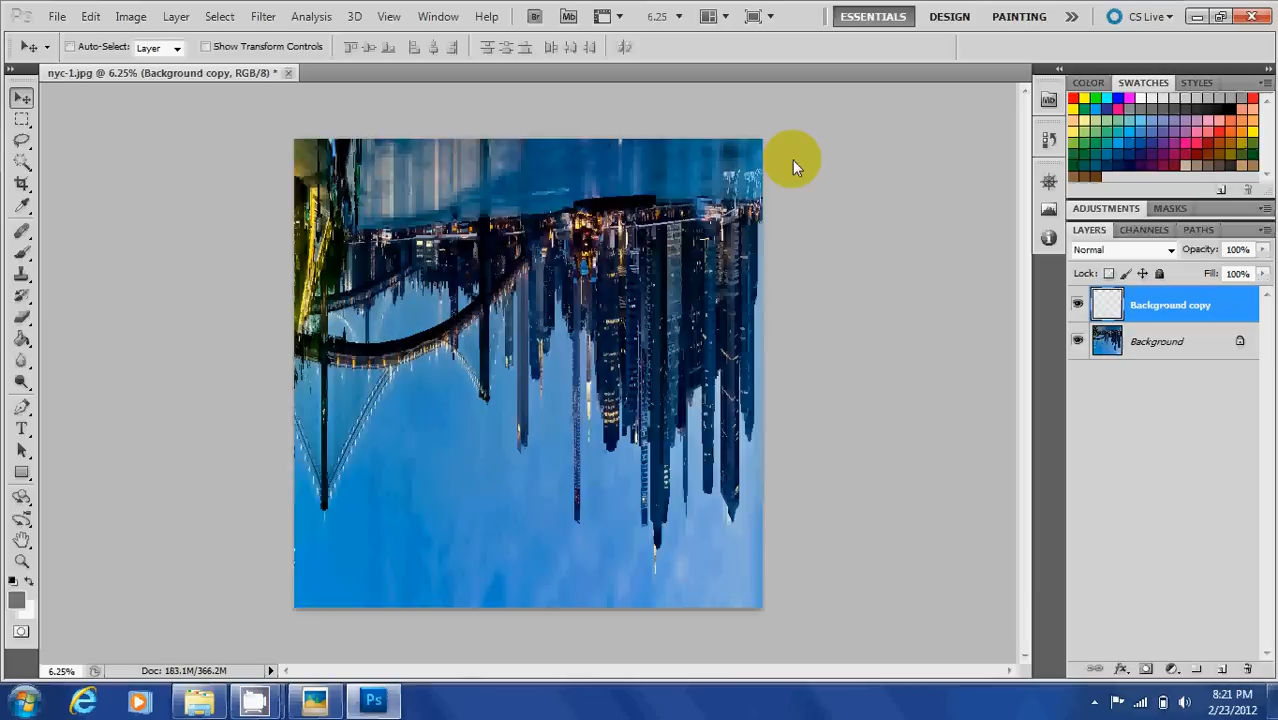 Ps File Edit Image Layer Select Filter Analysis 3D View Window Help Br Mb 6.25 ESSENTIALS DESIGN PAINTING CS Live
Auto-Select: Layer Show Transform Controls
nyc-1.jpg @ 6.25% (Background copy, RGB/8) *
COLOR SWATCHES STYLES
ADJUSTMENTS MASKS
LAYERS CHANNELS PATHS
Normal Opacity: 100%
Lock: Fill: 100%
Background copy
Background
6.25% Doc: 183.1M/366.2M
Ps 8:21 PM
2/23/2012